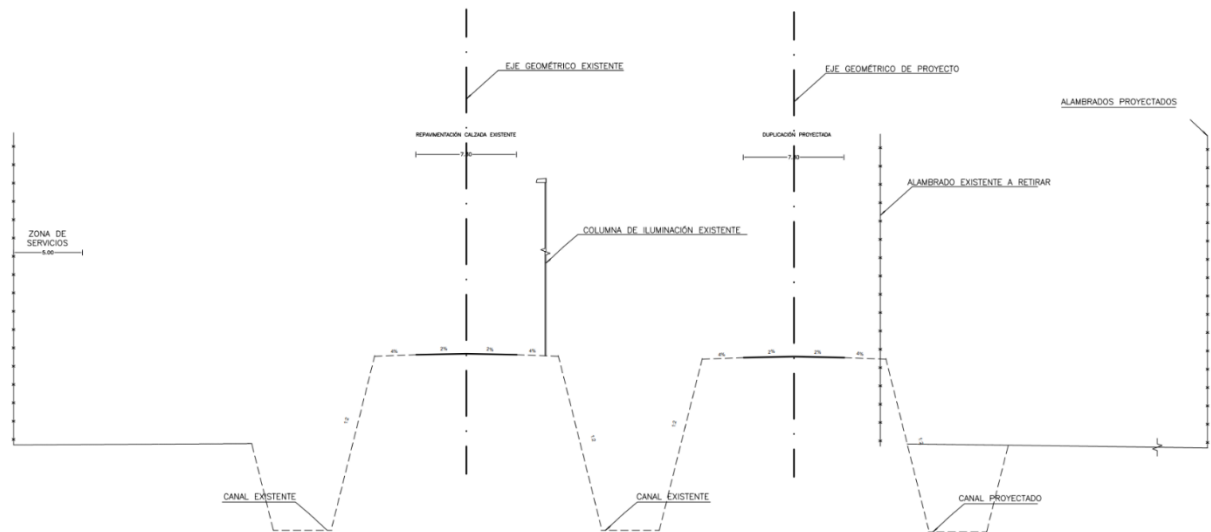 EJE GEOMÉTRICO EXISTENTE
EJE GEOMÉTRICO DE PROYECTO
ALAMBRADOS PROYECTADOS
REPAVIMENTACIÓN CALZADA EXISTENTE
7.30
DUPLICACIÓN PROYECTADA
7.30
ALAMBRADO EXISTENTE A RETIRAR
ZONA DE
SERVICIOS
5.00
COLUMNA DE ILUMINACIÓN EXISTENTE
4% 2% 2% 4%
4% 2% 2% 4%
CANAL EXISTENTE
CANAL EXISTENTE
CANAL PROYECTADO